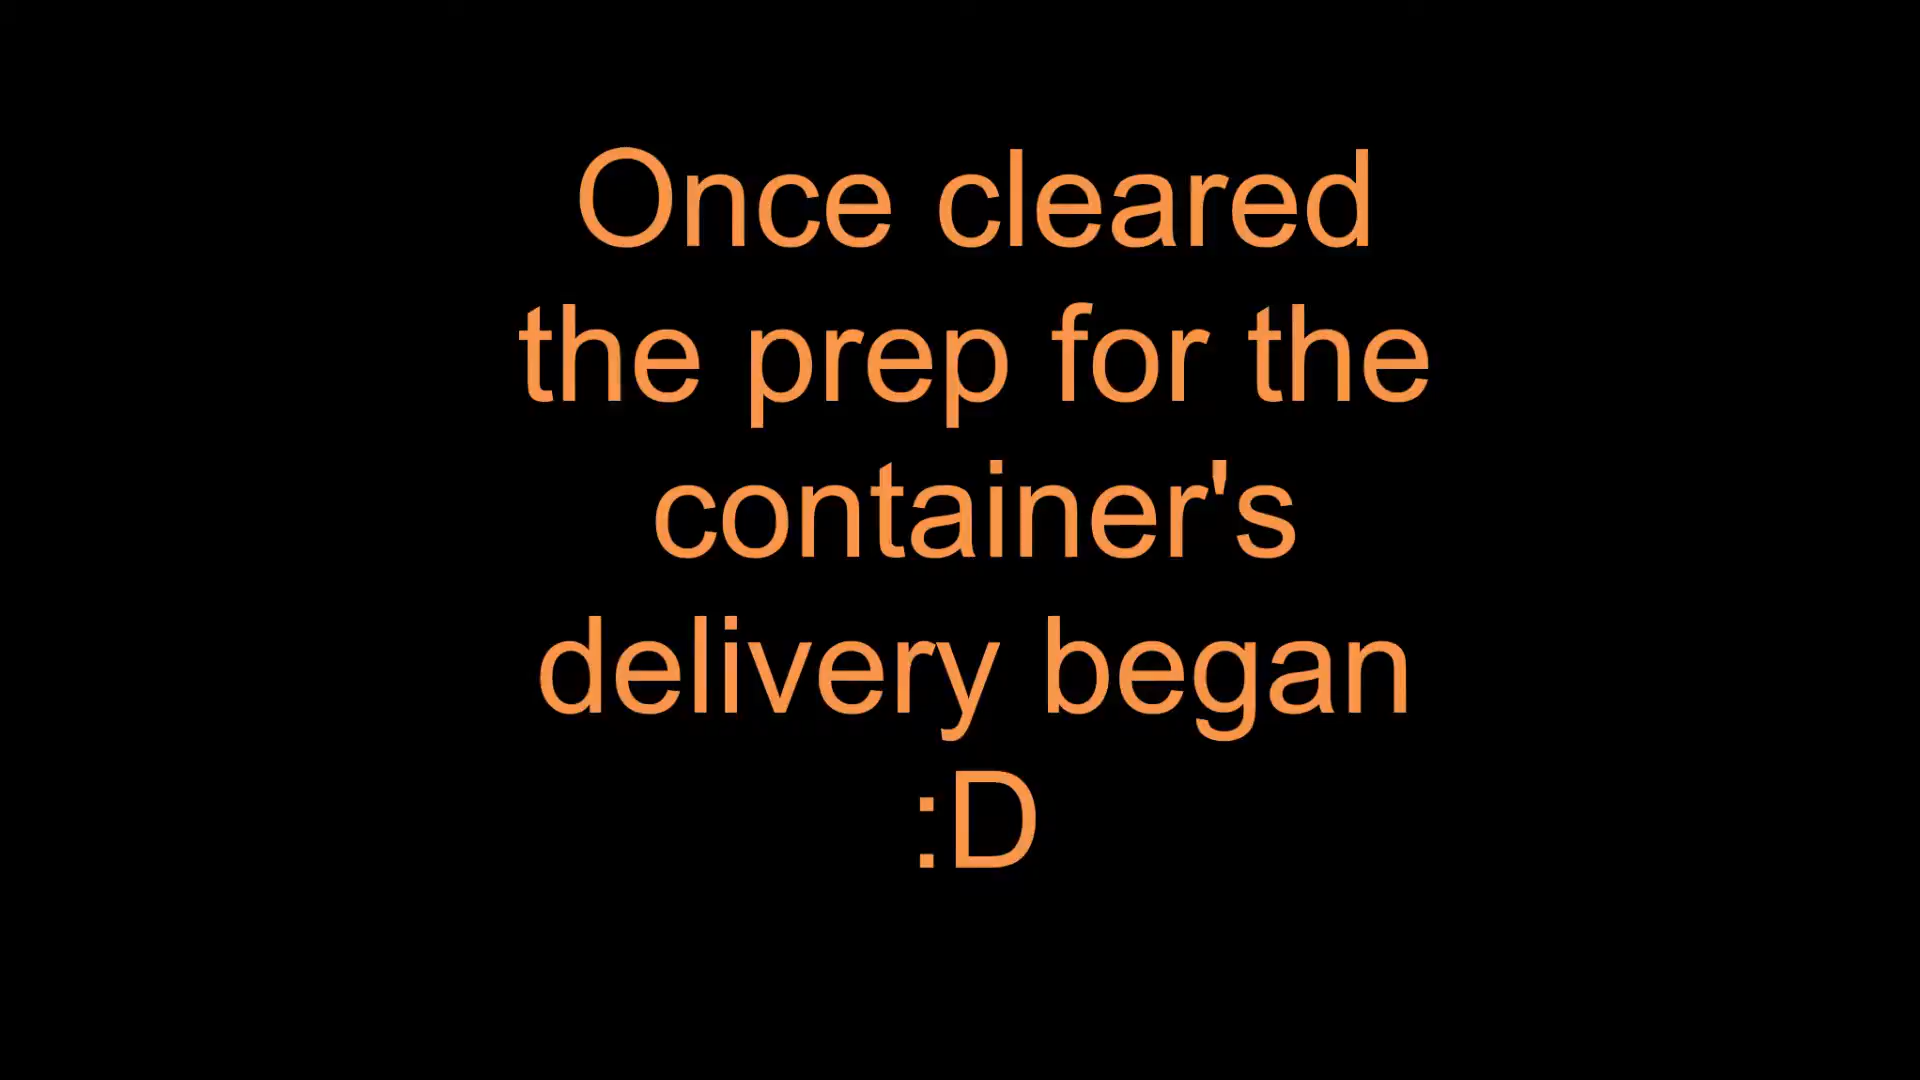 Once cleared
the prep for the
container's
delivery began
:D